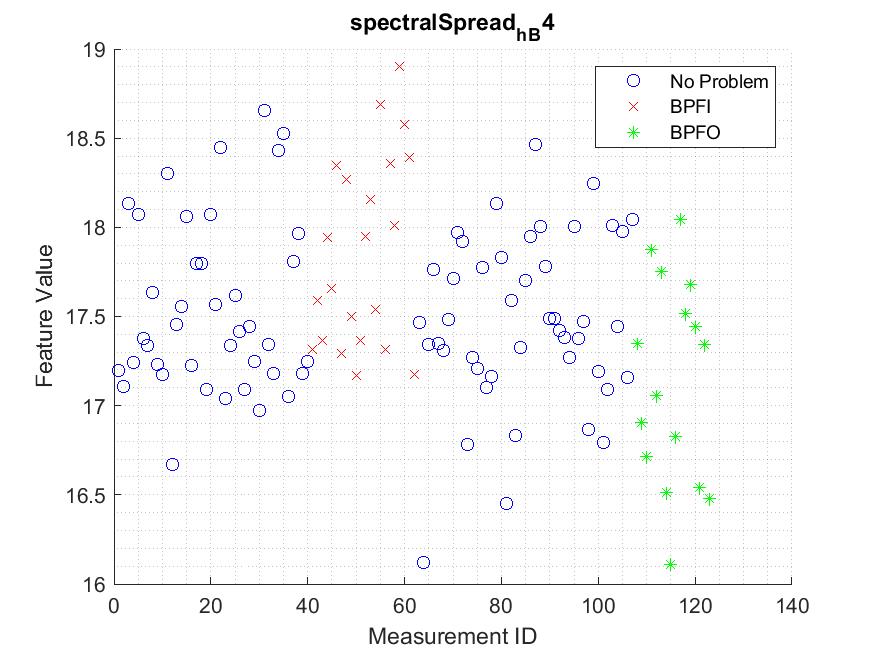 spectralSpread_hB4
No Problem
BPFI
BPFO
Feature Value
19
18.5
18
17.5
17
16.5
16
0 20 40 60 80 100 120 140
Measurement ID